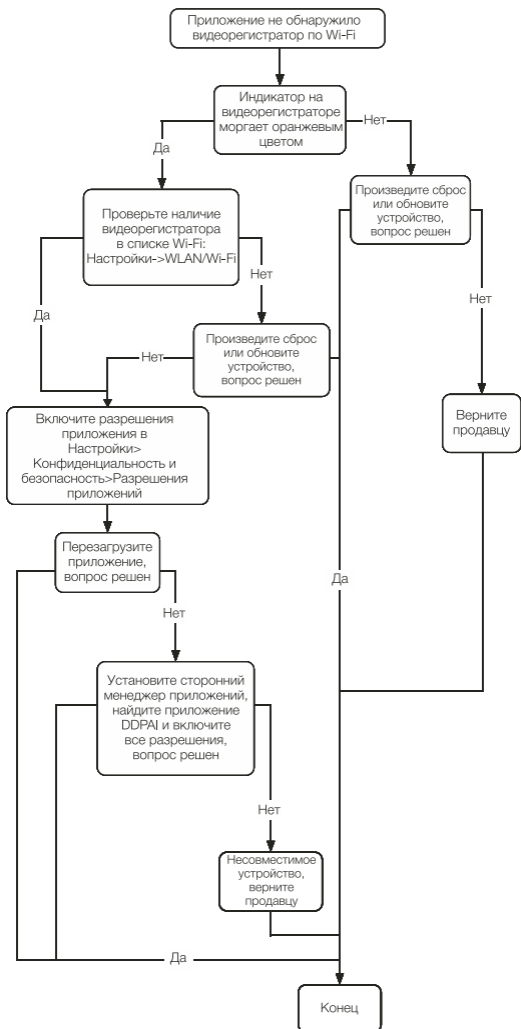 Приложение не обнаружило
видеорегистратор по Wi-Fi
Индикатор на
видеорегистраторе
моргает оранжевым
цветом
Нет
Да
Произведите сброс
или обновите
устройство,
вопрос решен
Проверьте наличие
видеорегистратора
в списке Wi-Fi:
Настройки->WLAN/Wi-Fi
Нет
Нет
Да
Произведите сброс
или обновите
устройство,
вопрос решен
Нет
Включите разрешения
приложения в
Настройки>
Конфиденциальность и
безопасность>Разрешения
приложений
Верните
продавцу
Перезагрузите
приложение,
вопрос решен
Да
Нет
Установите сторонний
менеджер приложений,
найдите приложение
DDPAI и включите
все разрешения,
вопрос решен
Нет
Несовместимое
устройство,
верните
продавцу
Да
Конец